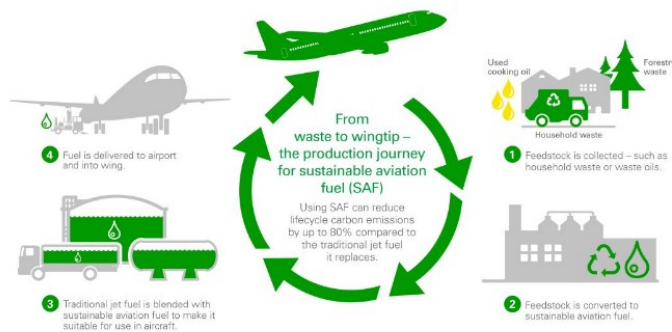 Used
cooking oil
Forestry
waste
Household waste
1 Feedstock is collected – such as
household waste or waste oils.
2 Feedstock is converted to
sustainable aviation fuel.
3 Traditional jet fuel is blended with
sustainable aviation fuel to make it
suitable for use in aircraft.
4 Fuel is delivered to airport
and into wing.
From
waste to wingtip –
the production journey
for sustainable aviation
fuel (SAF)
Using SAF can reduce
lifecycle carbon emissions
by up to 80% compared to
the traditional jet fuel
it replaces.